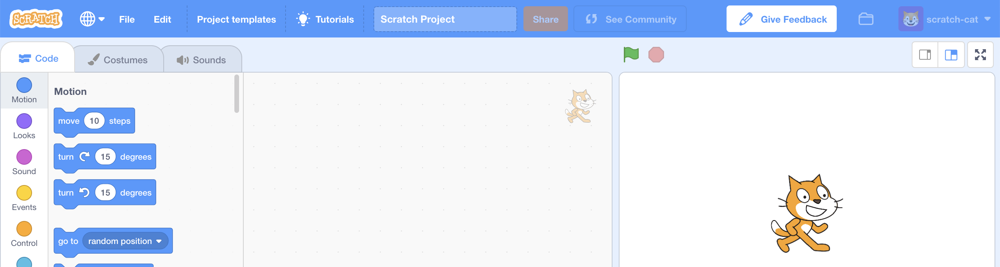 SCRATCH File Edit Project templates Tutorials Scratch Project Share See Community Give Feedback scratch-cat
Code Costumes Sounds
Motion
Looks
Sound
Events
Control
Motion
move 10 steps
turn 15 degrees
turn 15 degrees
go to random position